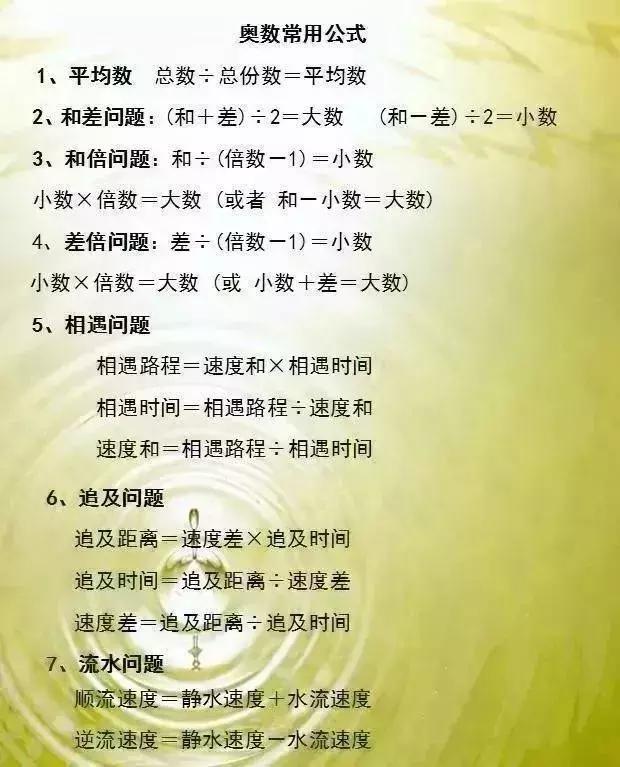 奥数常用公式
1、平均数 总数÷总份数＝平均数
2、和差问题：(和＋差)÷2＝大数 (和－差)÷2＝小数
3、和倍问题：和÷(倍数－1)＝小数
小数×倍数＝大数 (或者 和－小数＝大数)
4、差倍问题：差÷(倍数－1)＝小数
小数×倍数＝大数 (或 小数＋差＝大数)
5、相遇问题
相遇路程＝速度和×相遇时间
相遇时间＝相遇路程÷速度和
速度和＝相遇路程÷相遇时间
6、追及问题
追及距离＝速度差×追及时间
追及时间＝追及距离÷速度差
速度差＝追及距离÷追及时间
7、流水问题
顺流速度＝静水速度＋水流速度
逆流速度＝静水速度－水流速度